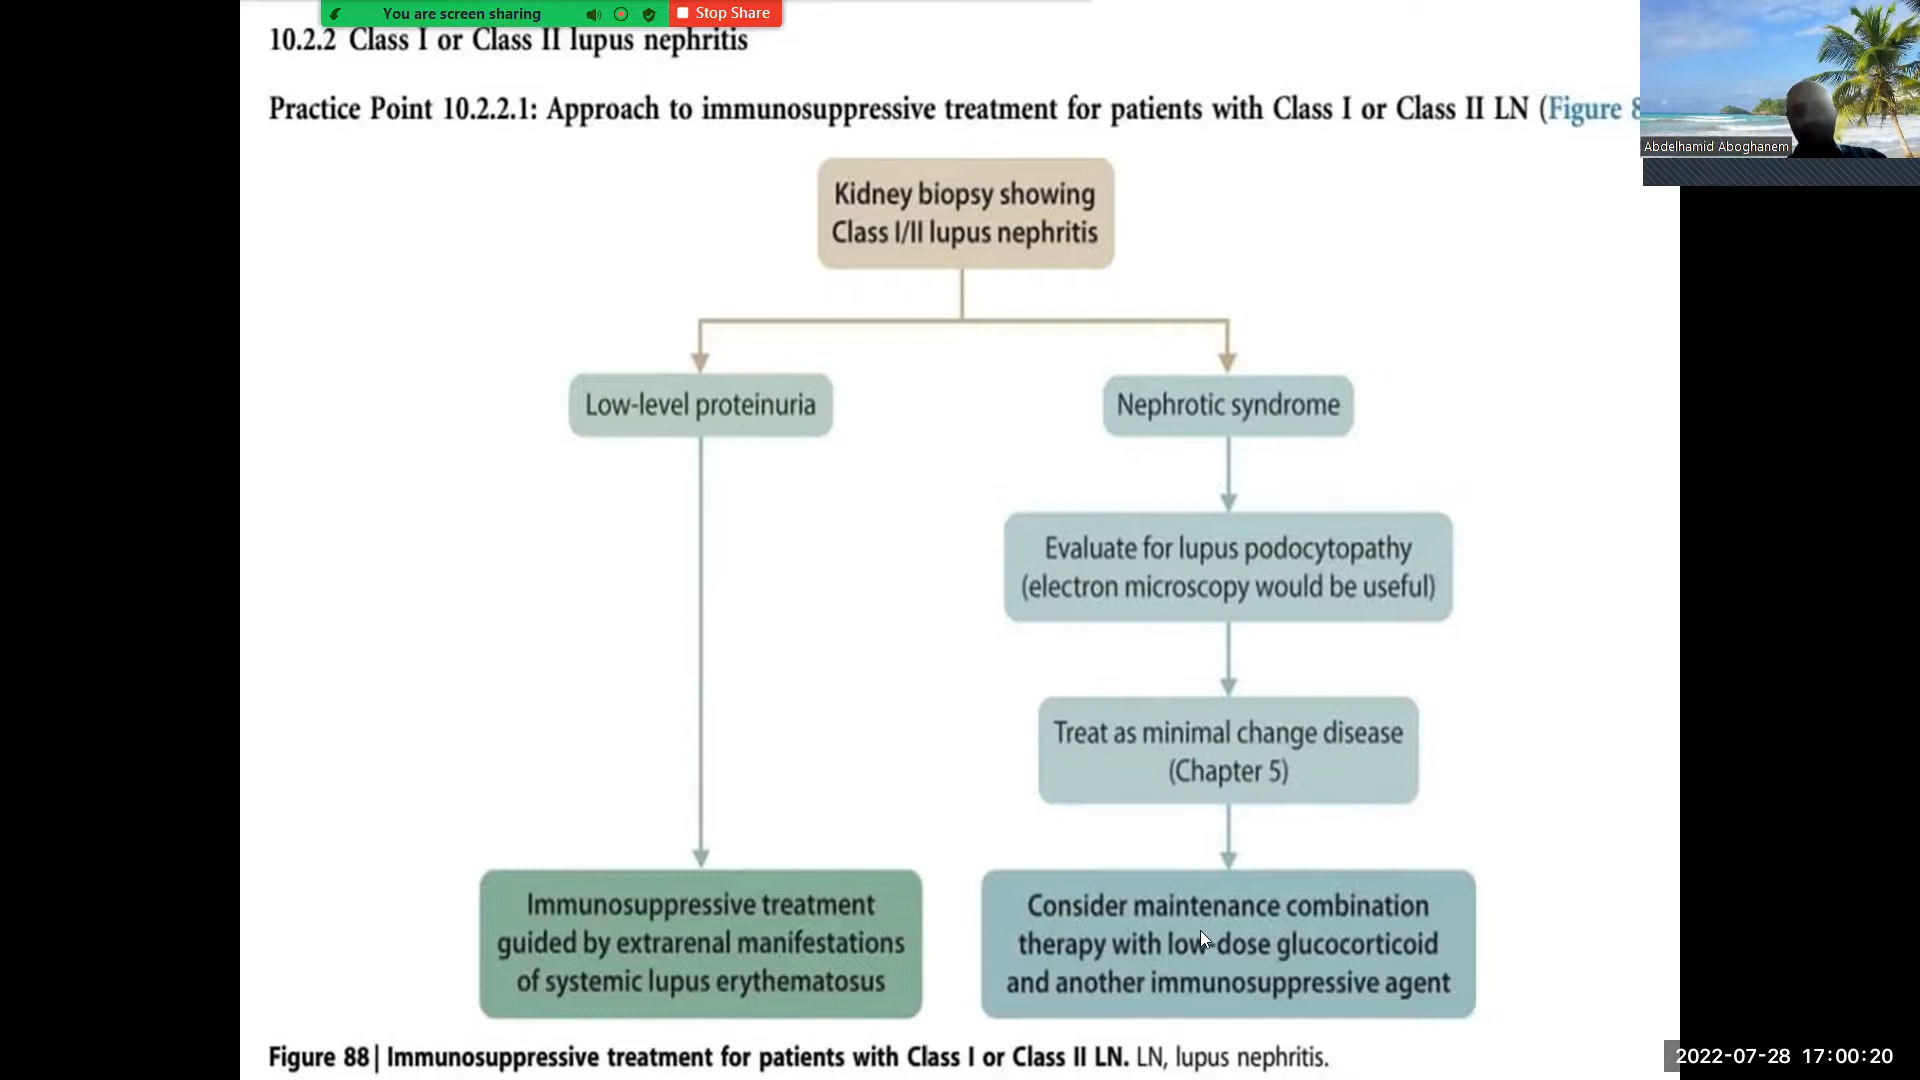 You are screen sharing
Stop Share
10.2.2 Class I or Class II lupus nephritis
Practice Point 10.2.2.1: Approach to immunosuppressive treatment for patients with Class I or Class II LN (Figure 8
Abdelhamid Aboghanem
Kidney biopsy showing
Class I/II lupus nephritis
Low-level proteinuria
Nephrotic syndrome
Evaluate for lupus podocytopathy
(electron microscopy would be useful)
Treat as minimal change disease
(Chapter 5)
Immunosuppressive treatment
guided by extrarenal manifestations
of systemic lupus erythematosus
Consider maintenance combination
therapy with low-dose glucocorticoid
and another immunosuppressive agent
Figure 88 | Immunosuppressive treatment for patients with Class I or Class II LN. LN, lupus nephritis.
2022-07-28 17:00:20